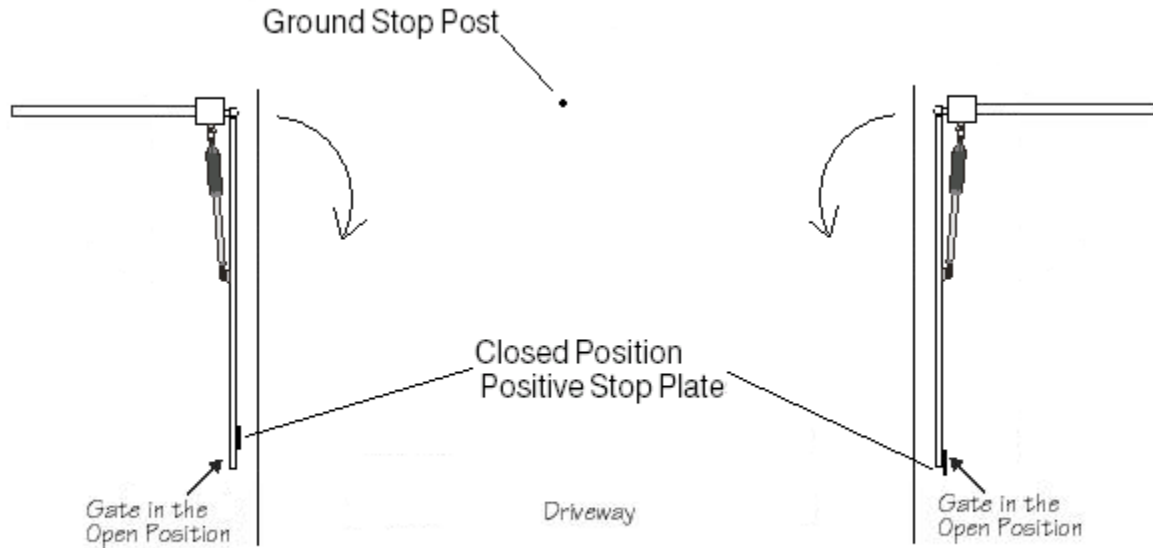 Ground Stop Post
Closed Position
Positive Stop Plate
Gate in the
Open Position
Driveway
Gate in the
Open Position